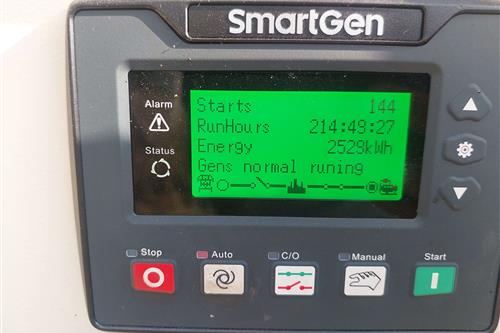 SmartGen
Alarm
Status
Starts 144
RunHours 214:49:27
Energy 2529kWh
Gens normal runing
Stop
Auto
C/O
Manual
Start